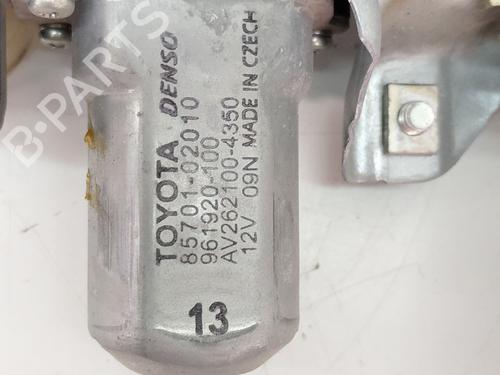 TOYOTA DENSO
85701-02010
961920-100
AV262100-4350
12V 09N MADE IN CZECH
13
B-PARTS